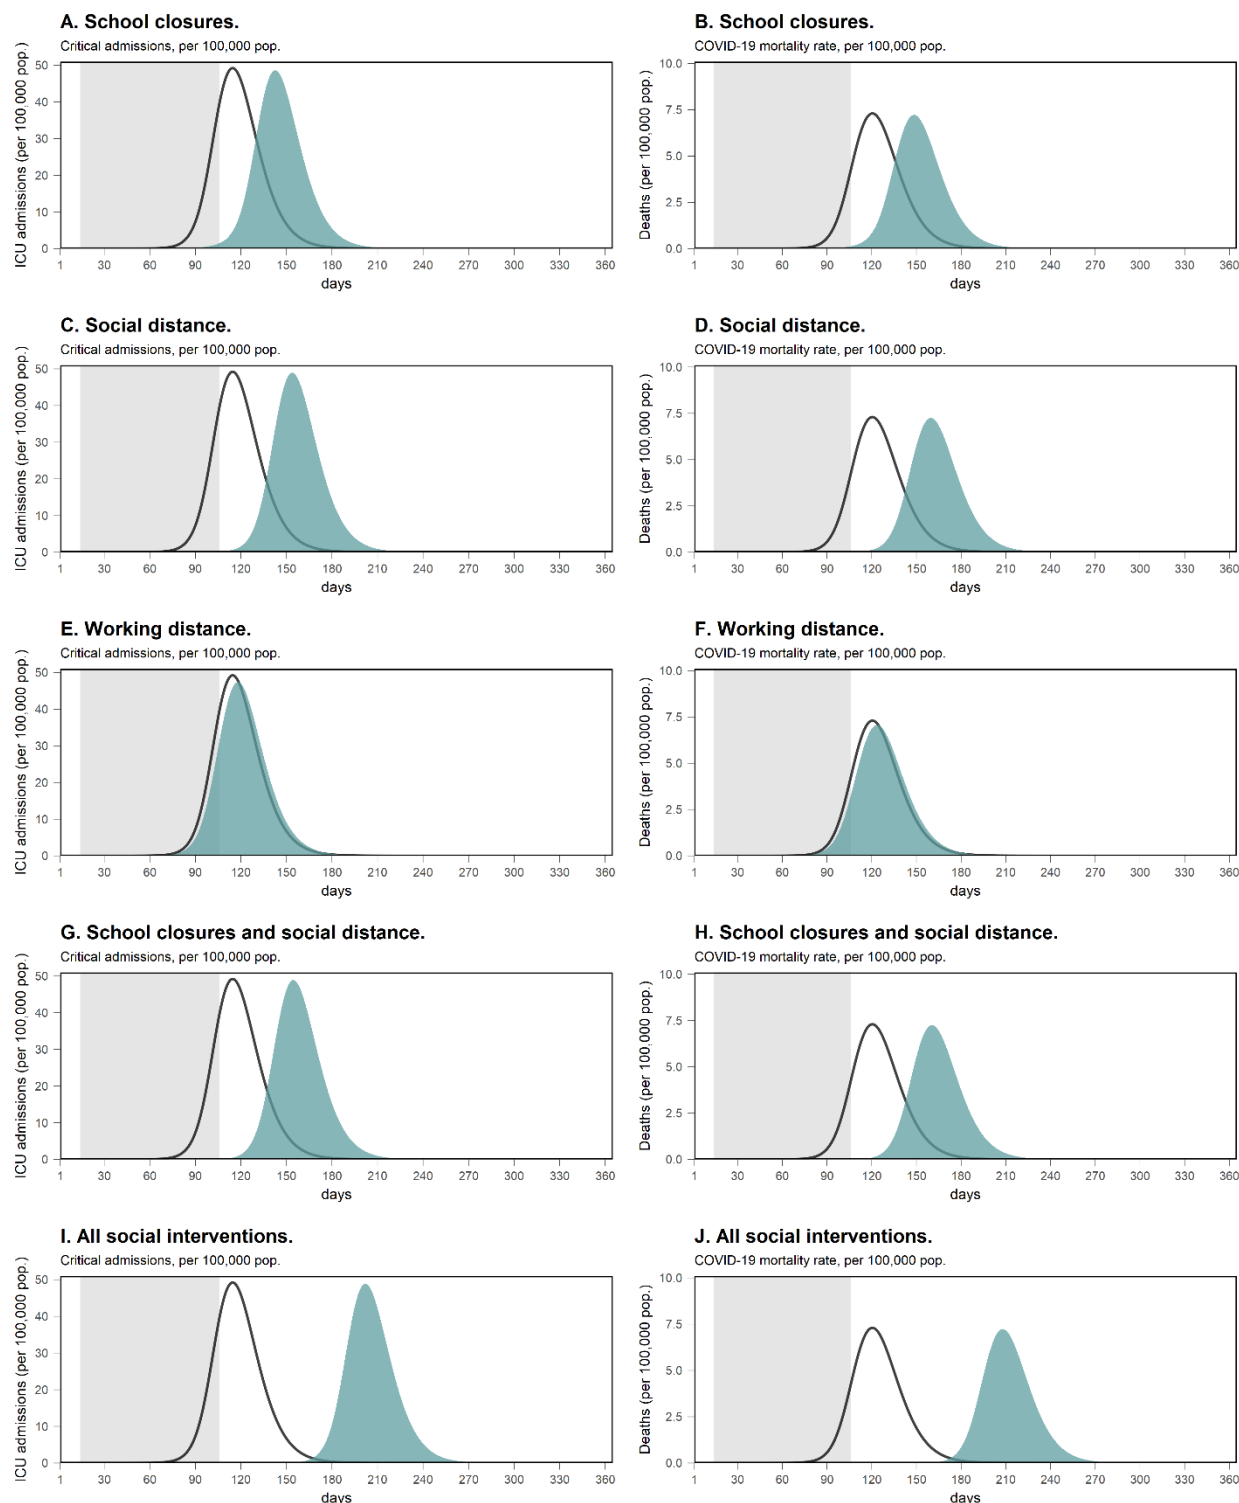 A. School closures.
Critical admissions, per 100,000 pop.
ICU admissions (per 100,000 pop.)
50
40
30
20
10
0
1 30 60 90 120 150 180 210 240 270 300 330 360
days
B. School closures.
COVID-19 mortality rate, per 100,000 pop.
Deaths (per 100,000 pop.)
10.0
7.5
5.0
2.5
0.0
1 30 60 90 120 150 180 210 240 270 300 330 360
days
C. Social distance.
Critical admissions, per 100,000 pop.
ICU admissions (per 100,000 pop.)
50
40
30
20
10
0
1 30 60 90 120 150 180 210 240 270 300 330 360
days
D. Social distance.
COVID-19 mortality rate, per 100,000 pop.
Deaths (per 100,000 pop.)
10.0
7.5
5.0
2.5
0.0
1 30 60 90 120 150 180 210 240 270 300 330 360
days
E. Working distance.
Critical admissions, per 100,000 pop.
ICU admissions (per 100,000 pop.)
50
40
30
20
10
0
1 30 60 90 120 150 180 210 240 270 300 330 360
days
F. Working distance.
COVID-19 mortality rate, per 100,000 pop.
Deaths (per 100,000 pop.)
10.0
7.5
5.0
2.5
0.0
1 30 60 90 120 150 180 210 240 270 300 330 360
days
G. School closures and social distance.
Critical admissions, per 100,000 pop.
ICU admissions (per 100,000 pop.)
50
40
30
20
10
0
1 30 60 90 120 150 180 210 240 270 300 330 360
days
H. School closures and social distance.
COVID-19 mortality rate, per 100,000 pop.
Deaths (per 100,000 pop.)
10.0
7.5
5.0
2.5
0.0
1 30 60 90 120 150 180 210 240 270 300 330 360
days
I. All social interventions.
Critical admissions, per 100,000 pop.
ICU admissions (per 100,000 pop.)
50
40
30
20
10
0
1 30 60 90 120 150 180 210 240 270 300 330 360
days
J. All social interventions.
COVID-19 mortality rate, per 100,000 pop.
Deaths (per 100,000 pop.)
10.0
7.5
5.0
2.5
0.0
1 30 60 90 120 150 180 210 240 270 300 330 360
days